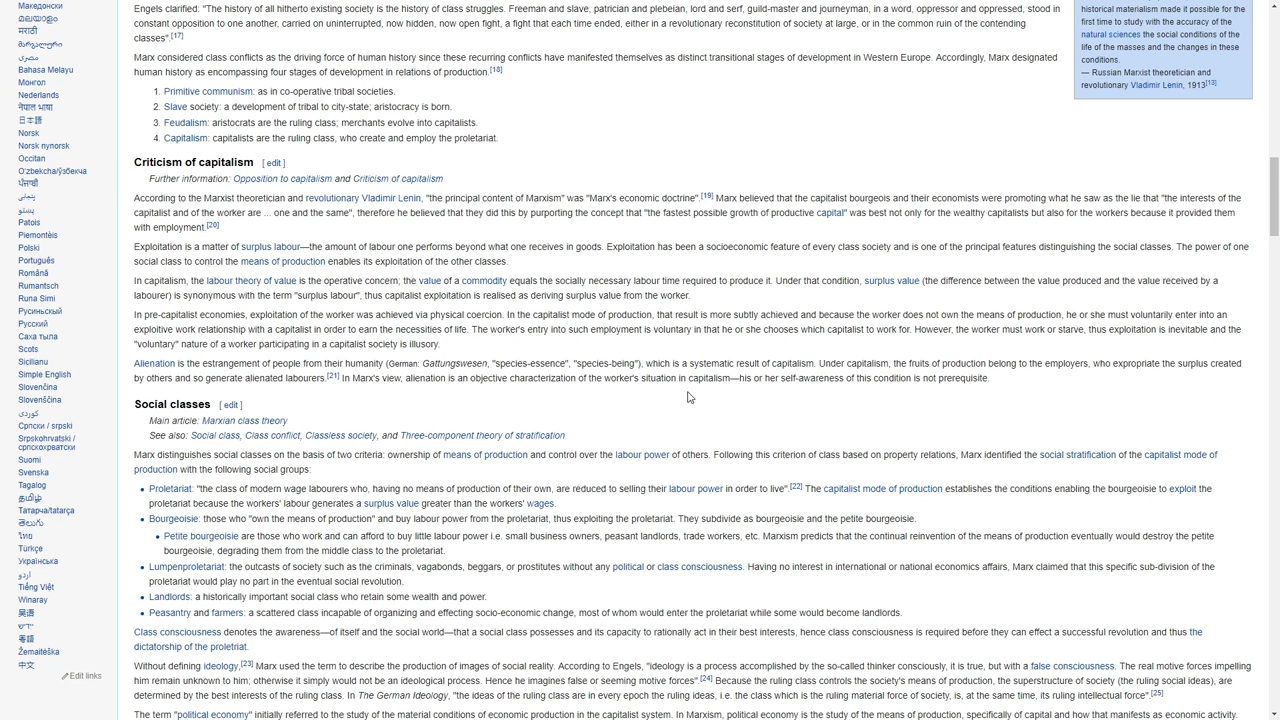 Македонски
മലയാളം
मराठी
მარგალური
مصرى
Bahasa Melayu
Монгол
Nederlands
नेपाल भाषा
日本語
Norsk
Norsk nynorsk
Occitan
Oʻzbekcha/ўзбекча
ਪੰਜਾਬੀ
پنجابی
پښتو
Patois
Piemontèis
Polski
Português
Română
Rumantsch
Runa Simi
Русиньскый
Русский
Саха тыла
Scots
Sicilianu
Simple English
Slovenčina
Slovenščina
کوردی
Српски / srpski
Srpskohrvatski /
српскохрватски
Suomi
Svenska
Tagalog
தமிழ்
Татарча/tatarça
తెలుగు
ไทย
Türkçe
Українська
اردو
Tiếng Việt
Winaray
吴语
ייִדיש
粵語
Žemaitėška
中文
Edit links
Engels clarified: "The history of all hitherto existing society is the history of class struggles. Freeman and slave, patrician and plebeian, lord and serf, guild-master and journeyman, in a word, oppressor and oppressed, stood in
constant opposition to one another, carried on uninterrupted, now hidden, now open fight, a fight that each time ended, either in a revolutionary reconstitution of society at large, or in the common ruin of the contending
classes".[17]
Marx considered class conflicts as the driving force of human history since these recurring conflicts have manifested themselves as distinct transitional stages of development in Western Europe. Accordingly, Marx designated
human history as encompassing four stages of development in relations of production.[18]
1. Primitive communism: as in co-operative tribal societies.
2. Slave society: a development of tribal to city-state; aristocracy is born.
3. Feudalism: aristocrats are the ruling class; merchants evolve into capitalists.
4. Capitalism: capitalists are the ruling class, who create and employ the proletariat.
historical materialism made it possible for the
first time to study with the accuracy of the
natural sciences the social conditions of the
life of the masses and the changes in these
conditions.
— Russian Marxist theoretician and
revolutionary Vladimir Lenin, 1913[13]
Criticism of capitalism [ edit ]
Further information: Opposition to capitalism and Criticism of capitalism
According to the Marxist theoretician and revolutionary Vladimir Lenin, "the principal content of Marxism" was "Marx's economic doctrine".[19] Marx believed that the capitalist bourgeois and their economists were promoting what he saw as the lie that "the interests of the
capitalist and of the worker are ... one and the same", therefore he believed that they did this by purporting the concept that "the fastest possible growth of productive capital" was best not only for the wealthy capitalists but also for the workers because it provided them
with employment.[20]
Exploitation is a matter of surplus labour—the amount of labour one performs beyond what one receives in goods. Exploitation has been a socioeconomic feature of every class society and is one of the principal features distinguishing the social classes. The power of one
social class to control the means of production enables its exploitation of the other classes.
In capitalism, the labour theory of value is the operative concern; the value of a commodity equals the socially necessary labour time required to produce it. Under that condition, surplus value (the difference between the value produced and the value received by a
labourer) is synonymous with the term "surplus labour", thus capitalist exploitation is realised as deriving surplus value from the worker.
In pre-capitalist economies, exploitation of the worker was achieved via physical coercion. In the capitalist mode of production, that result is more subtly achieved and because the worker does not own the means of production, he or she must voluntarily enter into an
exploitive work relationship with a capitalist in order to earn the necessities of life. The worker's entry into such employment is voluntary in that he or she chooses which capitalist to work for. However, the worker must work or starve, thus exploitation is inevitable and the
"voluntary" nature of a worker participating in a capitalist society is illusory.
Alienation is the estrangement of people from their humanity (German: Gattungswesen, "species-essence", "species-being"), which is a systematic result of capitalism. Under capitalism, the fruits of production belong to the employers, who expropriate the surplus created
by others and so generate alienated labourers.[21] In Marx's view, alienation is an objective characterization of the worker's situation in capitalism—his or her self-awareness of this condition is not prerequisite.
Social classes [ edit ]
Main article: Marxian class theory
See also: Social class, Class conflict, Classless society, and Three-component theory of stratification
Marx distinguishes social classes on the basis of two criteria: ownership of means of production and control over the labour power of others. Following this criterion of class based on property relations, Marx identified the social stratification of the capitalist mode of
production with the following social groups:
• Proletariat: "the class of modern wage labourers who, having no means of production of their own, are reduced to selling their labour power in order to live".[22] The capitalist mode of production establishes the conditions enabling the bourgeoisie to exploit the
proletariat because the workers' labour generates a surplus value greater than the workers' wages.
• Bourgeoisie: those who "own the means of production" and buy labour power from the proletariat, thus exploiting the proletariat. They subdivide as bourgeoisie and the petite bourgeoisie.
• Petite bourgeoisie are those who work and can afford to buy little labour power i.e. small business owners, peasant landlords, trade workers, etc. Marxism predicts that the continual reinvention of the means of production eventually would destroy the petite
bourgeoisie, degrading them from the middle class to the proletariat.
• Lumpenproletariat: the outcasts of society such as the criminals, vagabonds, beggars, or prostitutes without any political or class consciousness. Having no interest in international or national economics affairs, Marx claimed that this specific sub-division of the
proletariat would play no part in the eventual social revolution.
• Landlords: a historically important social class who retain some wealth and power.
• Peasantry and farmers: a scattered class incapable of organizing and effecting socio-economic change, most of whom would enter the proletariat while some would become landlords.
Class consciousness denotes the awareness—of itself and the social world—that a social class possesses and its capacity to rationally act in their best interests, hence class consciousness is required before they can effect a successful revolution and thus the
dictatorship of the proletriat.
Without defining ideology,[23] Marx used the term to describe the production of images of social reality. According to Engels, "ideology is a process accomplished by the so-called thinker consciously, it is true, but with a false consciousness. The real motive forces impelling
him remain unknown to him; otherwise it simply would not be an ideological process. Hence he imagines false or seeming motive forces".[24] Because the ruling class controls the society's means of production, the superstructure of society (the ruling social ideas), are
determined by the best interests of the ruling class. In The German Ideology, "the ideas of the ruling class are in every epoch the ruling ideas, i.e. the class which is the ruling material force of society, is, at the same time, its ruling intellectual force".[25]
The term "political economy" initially referred to the study of the material conditions of economic production in the capitalist system. In Marxism, political economy is the study of the means of production, specifically of capital and how that manifests as economic activity.